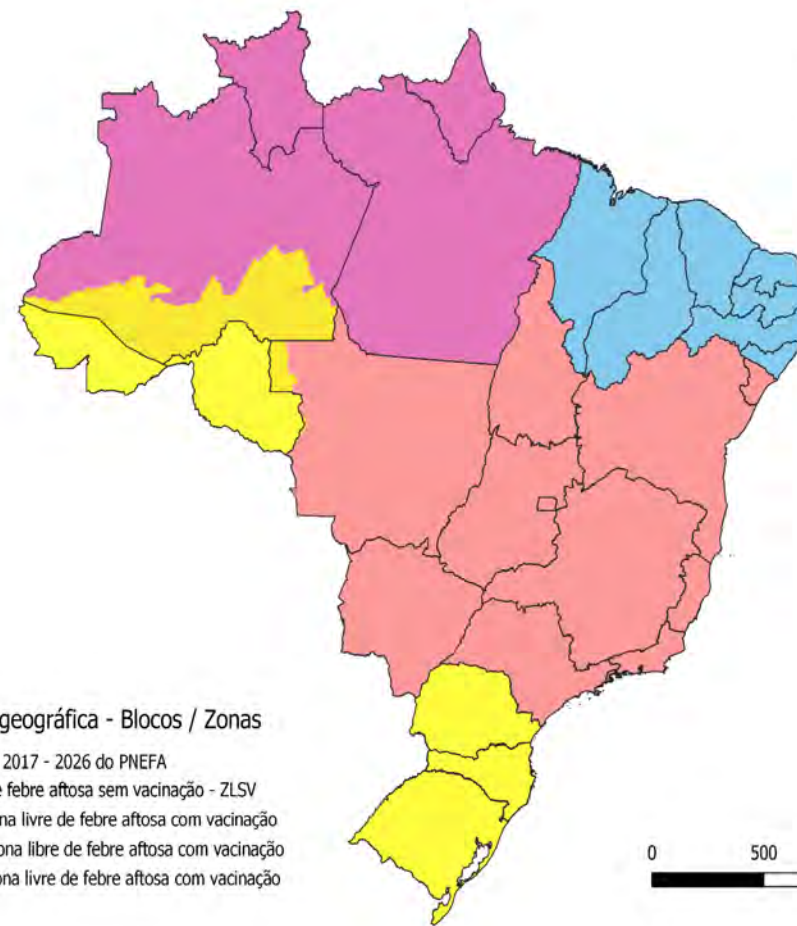 geográfica - Blocos / Zonas
2017 - 2026 do PNEFA
febre aftosa sem vacinação - ZLSV
na livre de febre aftosa com vacinação
ona libre de febre aftosa com vacinação
ona livre de febre aftosa com vacinação
0 500